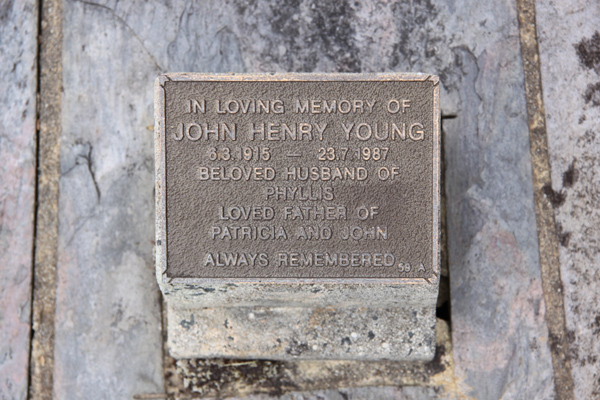 IN LOVING MEMORY OF
JOHN HENRY YOUNG
6.3.1915 — 23.7.1987
BELOVED HUSBAND OF
PHYLLIS
LOVED FATHER OF
PATRICIA AND JOHN
ALWAYS REMEMBERED
59 A